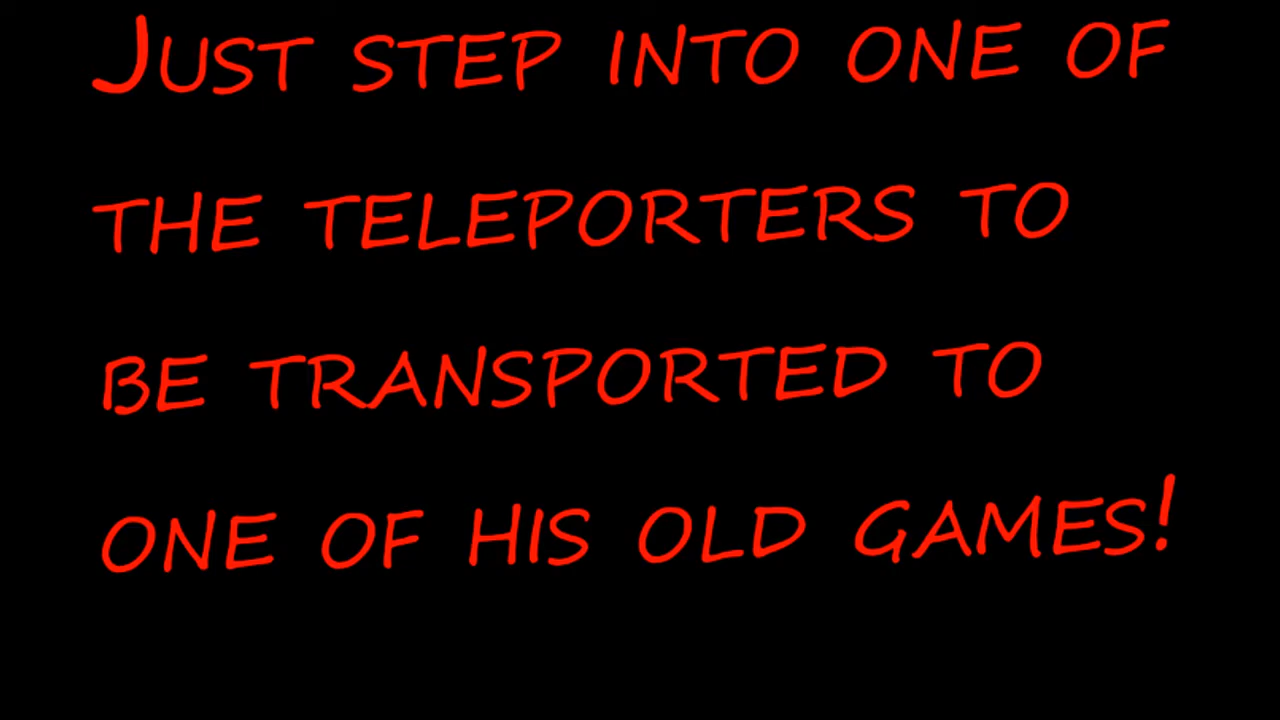 Just step into one of
the teleporters to
be transported to
one of his old games!